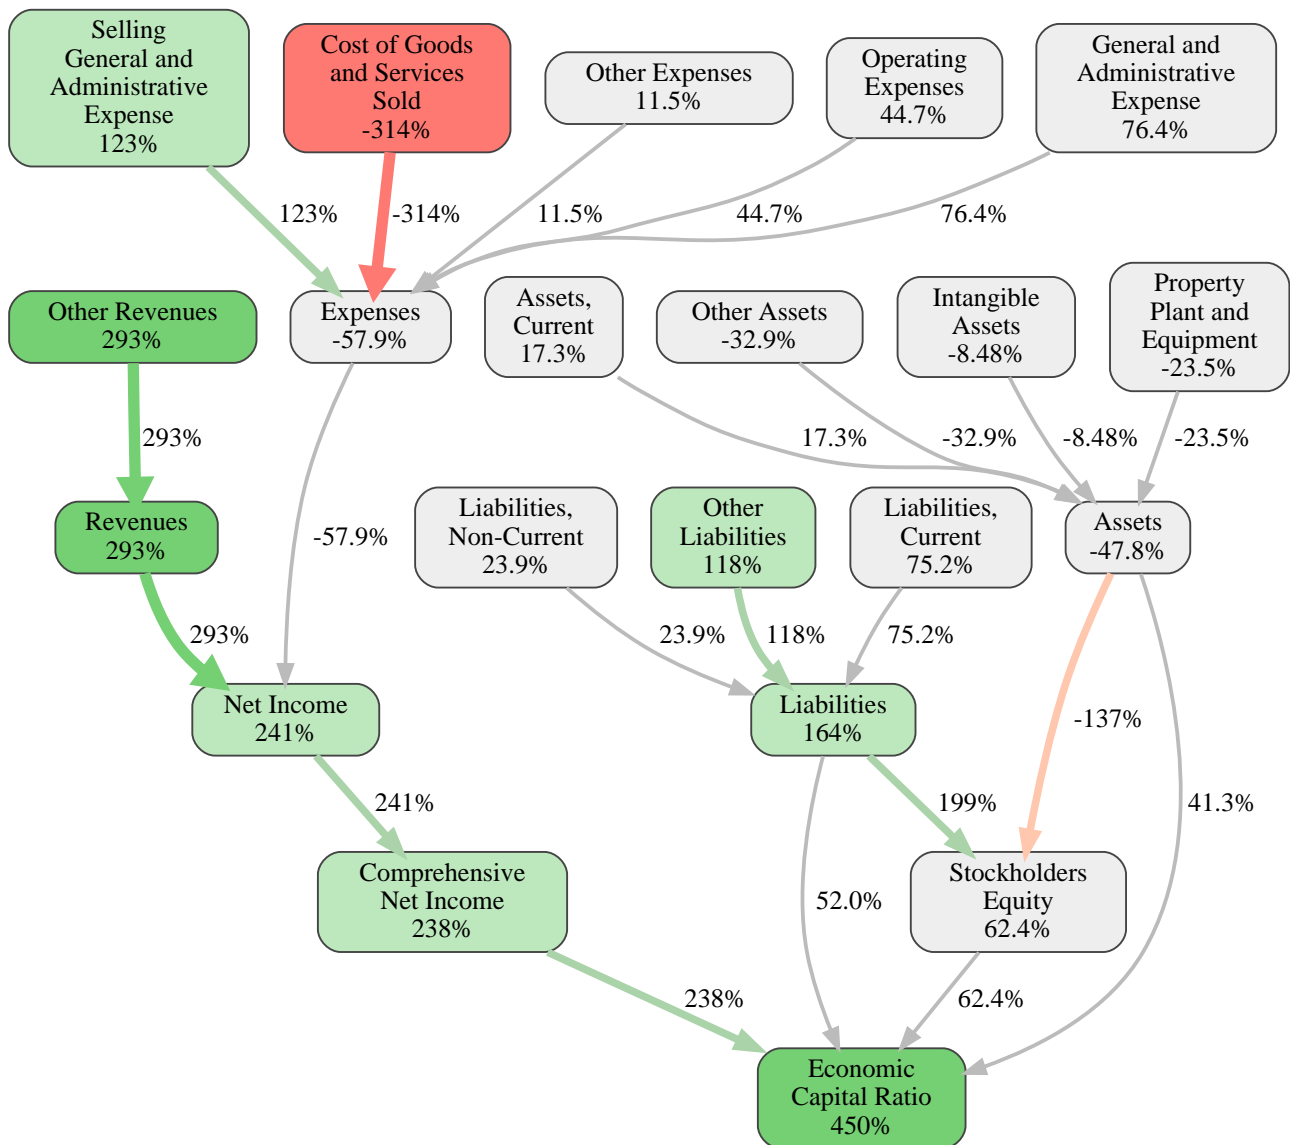 Selling
General and
Administrative
Expense
123%
Cost of Goods
and Services
Sold
-314%
Other Expenses
11.5%
Operating
Expenses
44.7%
General and
Administrative
Expense
76.4%
123%
-314%
11.5%
44.7%
76.4%
Other Revenues
293%
Expenses
-57.9%
Assets,
Current
17.3%
Other Assets
-32.9%
Intangible
Assets
-8.48%
Property
Plant and
Equipment
-23.5%
293%
17.3%
-32.9%
-8.48%
-23.5%
Revenues
293%
-57.9%
Liabilities,
Non-Current
23.9%
Other
Liabilities
118%
Liabilities,
Current
75.2%
Assets
-47.8%
293%
23.9%
118%
75.2%
Net Income
241%
Liabilities
164%
-137%
241%
199%
41.3%
Comprehensive
Net Income
238%
52.0%
Stockholders
Equity
62.4%
238%
62.4%
Economic
Capital Ratio
450%